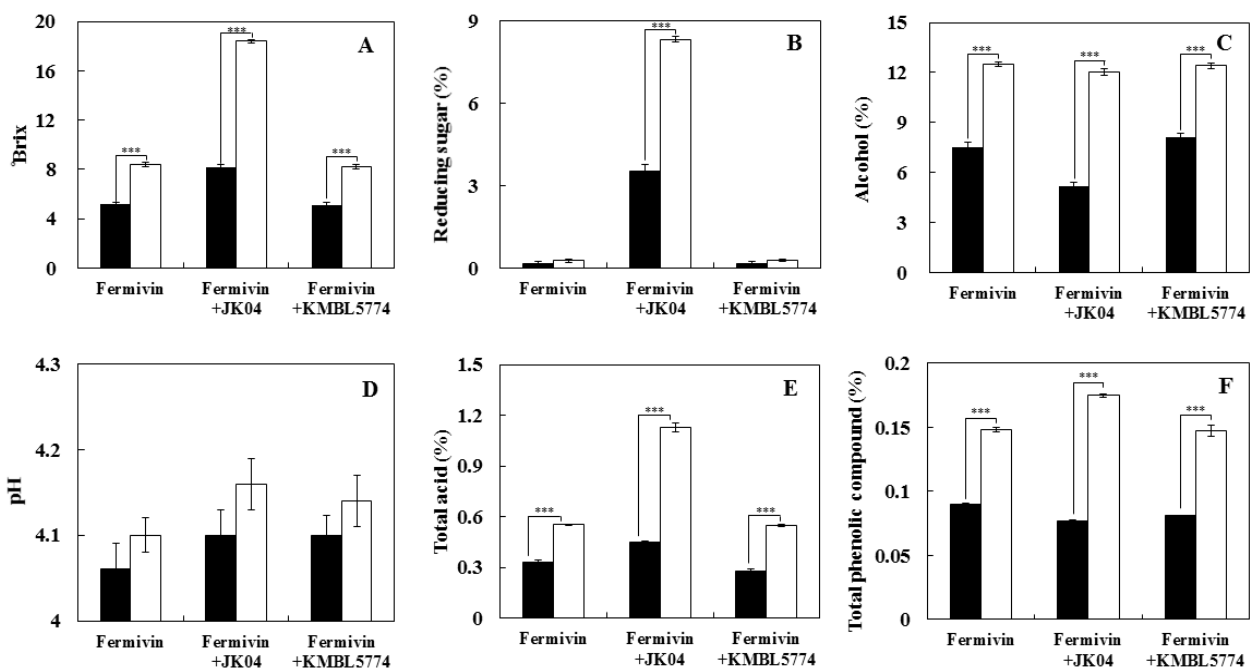 A
°Brix
20
16
12
8
4
0
***
***
***
Fermivin
Fermivin
+JK04
Fermivin
+KMBL5774
B
Reducing sugar (%)
9
6
3
0
***
Fermivin
Fermivin
+JK04
Fermivin
+KMBL5774
C
Alcohol (%)
15
12
9
6
3
0
***
***
***
Fermivin
Fermivin
+JK04
Fermivin
+KMBL5774
D
pH
4.3
4.2
4.1
4
Fermivin
Fermivin
+JK04
Fermivin
+KMBL5774
E
Total acid (%)
1.5
1.2
0.9
0.6
0.3
0
***
***
***
Fermivin
Fermivin
+JK04
Fermivin
+KMBL5774
F
Total phenolic compound (%)
0.2
0.15
0.1
0.05
0
***
***
***
Fermivin
Fermivin
+JK04
Fermivin
+KMBL5774